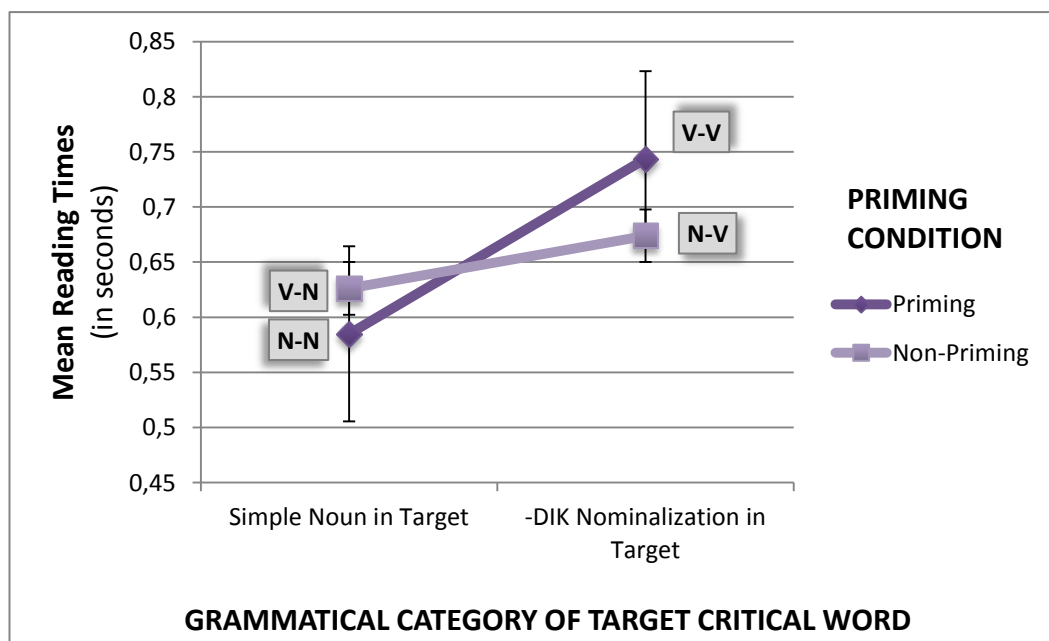 Mean Reading Times
(in seconds)
0,85
0,8
0,75
0,7
0,65
0,6
0,55
0,5
0,45
V-V
N-V
V-N
N-N
PRIMING
CONDITION
Priming
Non-Priming
Simple Noun in Target
-DIK Nominalization in
Target
GRAMMATICAL CATEGORY OF TARGET CRITICAL WORD